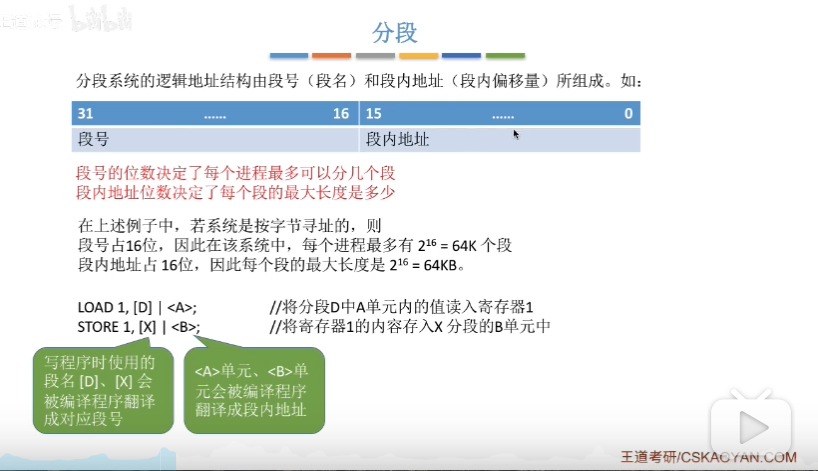 分段
分段系统的逻辑地址结构由段号（段名）和段内地址（段内偏移量）所组成。如：
31 …… 16 15 …… 0
段号 段内地址
段号的位数决定了每个进程最多可以分几个段
段内地址位数决定了每个段的最大长度是多少
在上述例子中，若系统是按字节寻址的，则
段号占16位，因此在该系统中，每个进程最多有 2¹⁶ = 64K 个段
段内地址占 16位，因此每个段的最大长度是 2¹⁶ = 64KB。
LOAD 1, [D] | <A>; //将分段D中A单元内的值读入寄存器1
STORE 1, [X] | <B>; //将寄存器1的内容存入X 分段的B单元中
写程序时使用的
段名 [D]、[X] 会
被编译程序翻译
成对应段号
<A>单元、<B>单
元会被编译程序
翻译成段内地址
王道考研/CSKAOYAN.COM